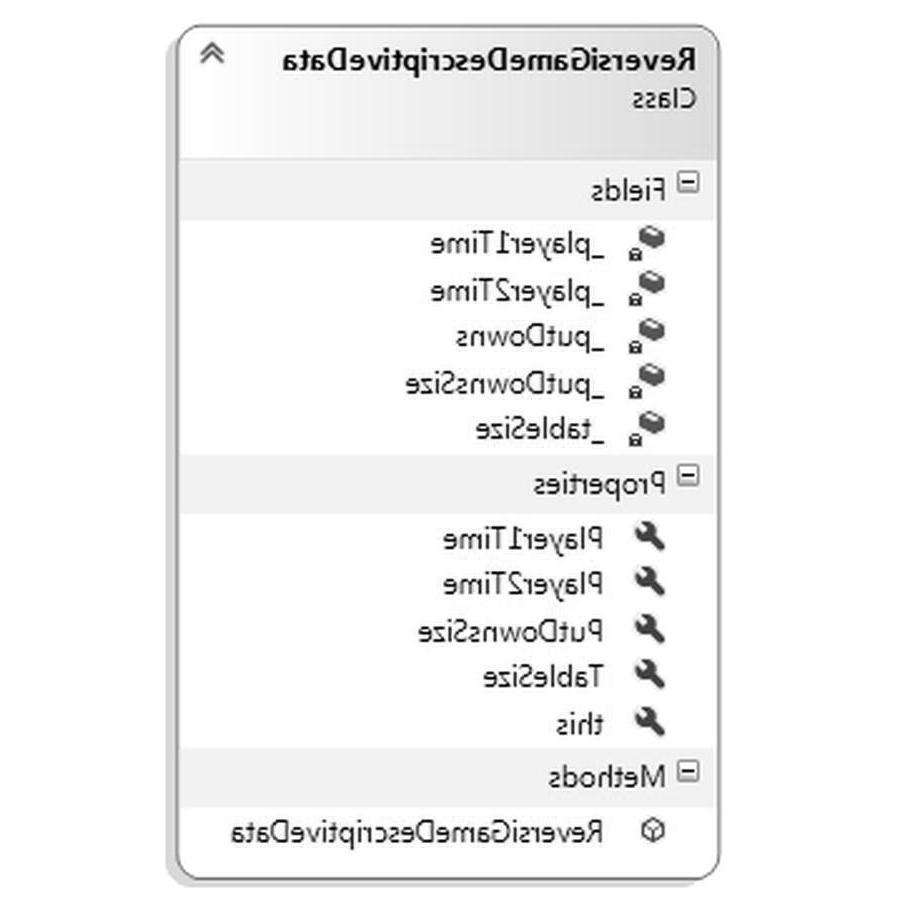 ReversiGameDescriptiveData
Class
Fields
_player1Time
_player2Time
_putDowns
_putDownsSize
_tableSize
Properties
Player1Time
Player2Time
PutDownsSize
TableSize
this
Methods
ReversiGameDescriptiveData